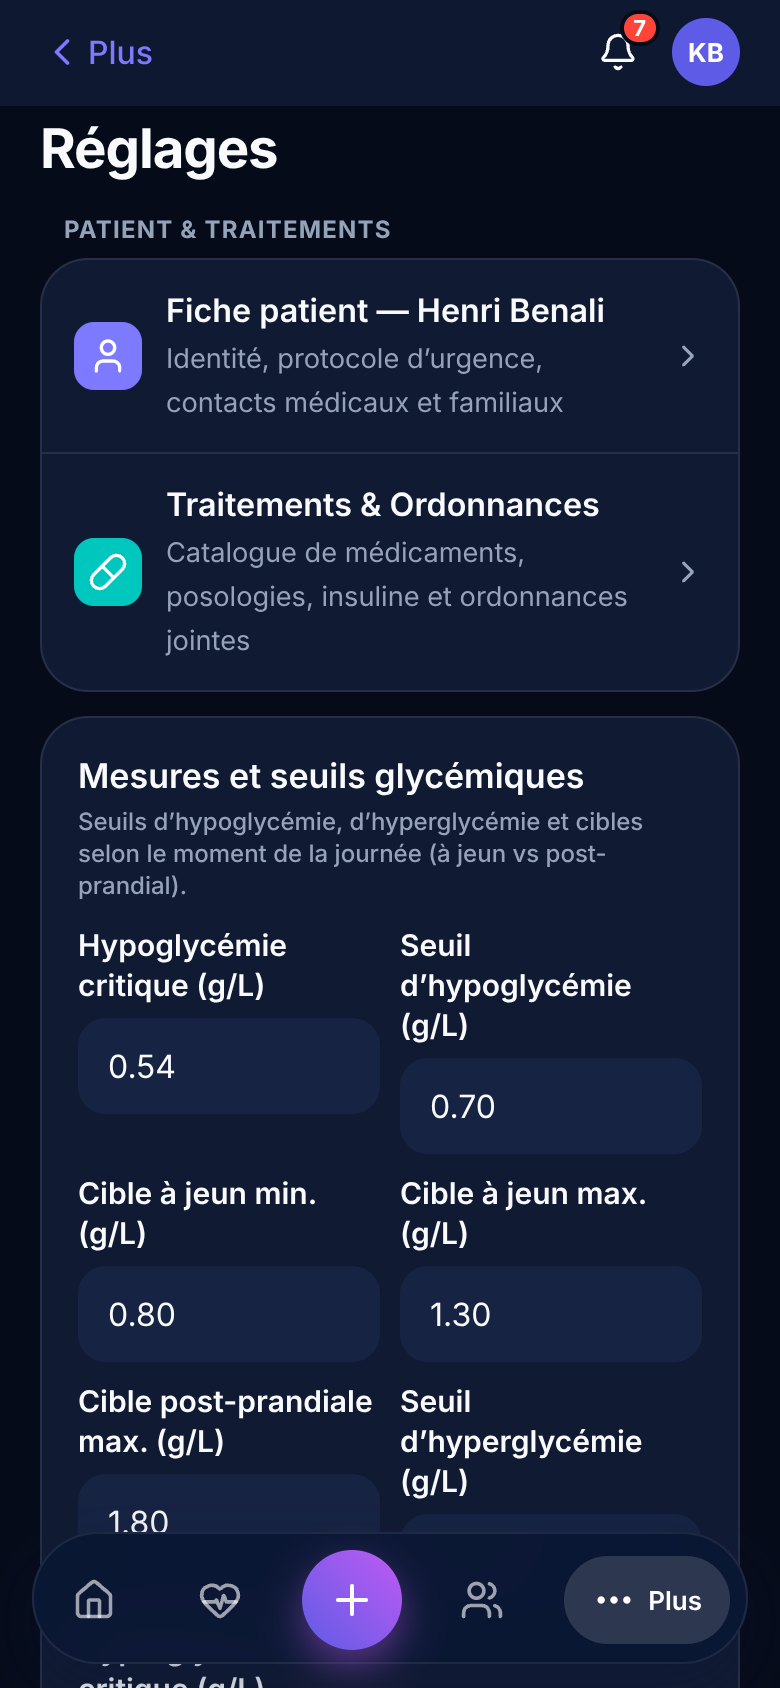 Plus
7
KB
Réglages
PATIENT & TRAITEMENTS
Fiche patient — Henri Benali
Identité, protocole d’urgence,
contacts médicaux et familiaux
Traitements & Ordonnances
Catalogue de médicaments,
posologies, insuline et ordonnances
jointes
Mesures et seuils glycémiques
Seuils d’hypoglycémie, d’hyperglycémie et cibles
selon le moment de la journée (à jeun vs post-
prandial).
Hypoglycémie
critique (g/L)
0.54
Seuil
d’hypoglycémie
(g/L)
0.70
Cible à jeun min.
(g/L)
0.80
Cible à jeun max.
(g/L)
1.30
Cible post-prandiale
max. (g/L)
1.80
Seuil
d’hyperglycémie
(g/L)
Plus
critique (g/L)